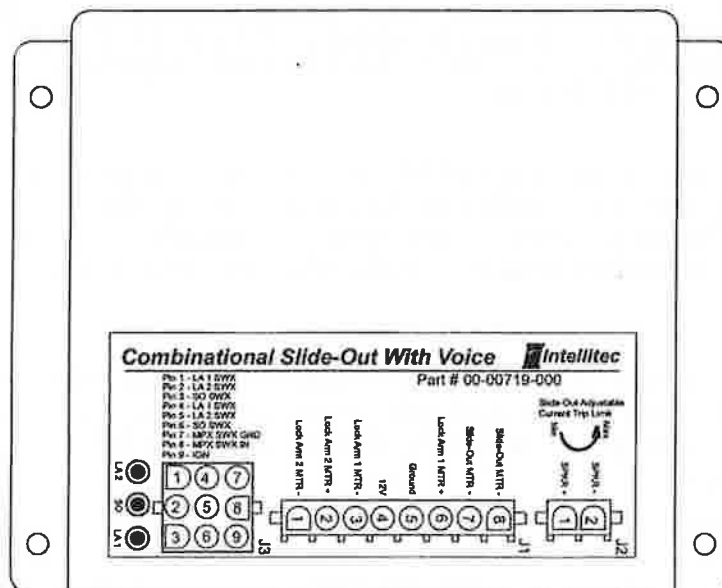 Combinational Slide-Out With Voice
Intellitec
Part # 00-00719-000
Pin 1 - LA 1 SWX
Pin 2 - LA 2 SWX
Pin 3 - SO SWX
Pin 4 - LA 1 SWX
Pin 5 - LA 2 SWX
Pin 6 - SO SWX
Pin 7 - MPX SWX GND
Pin 8 - MPX SWX IN
Pin 9 - IGN
Slide-Out Adjustable
Current Trip Limit
Min
Max
LA 2
SO
LA 1
1 4 7
2 5 8
3 6 9
J3
Lock Arm 2 MTR -
Lock Arm 2 MTR +
Lock Arm 1 MTR -
12V
Ground
Lock Arm 1 MTR +
Slide-Out MTR +
Slide-Out MTR -
1 2 3 4 5 6 7 8
J1
SPKR +
SPKR -
1 2
J2